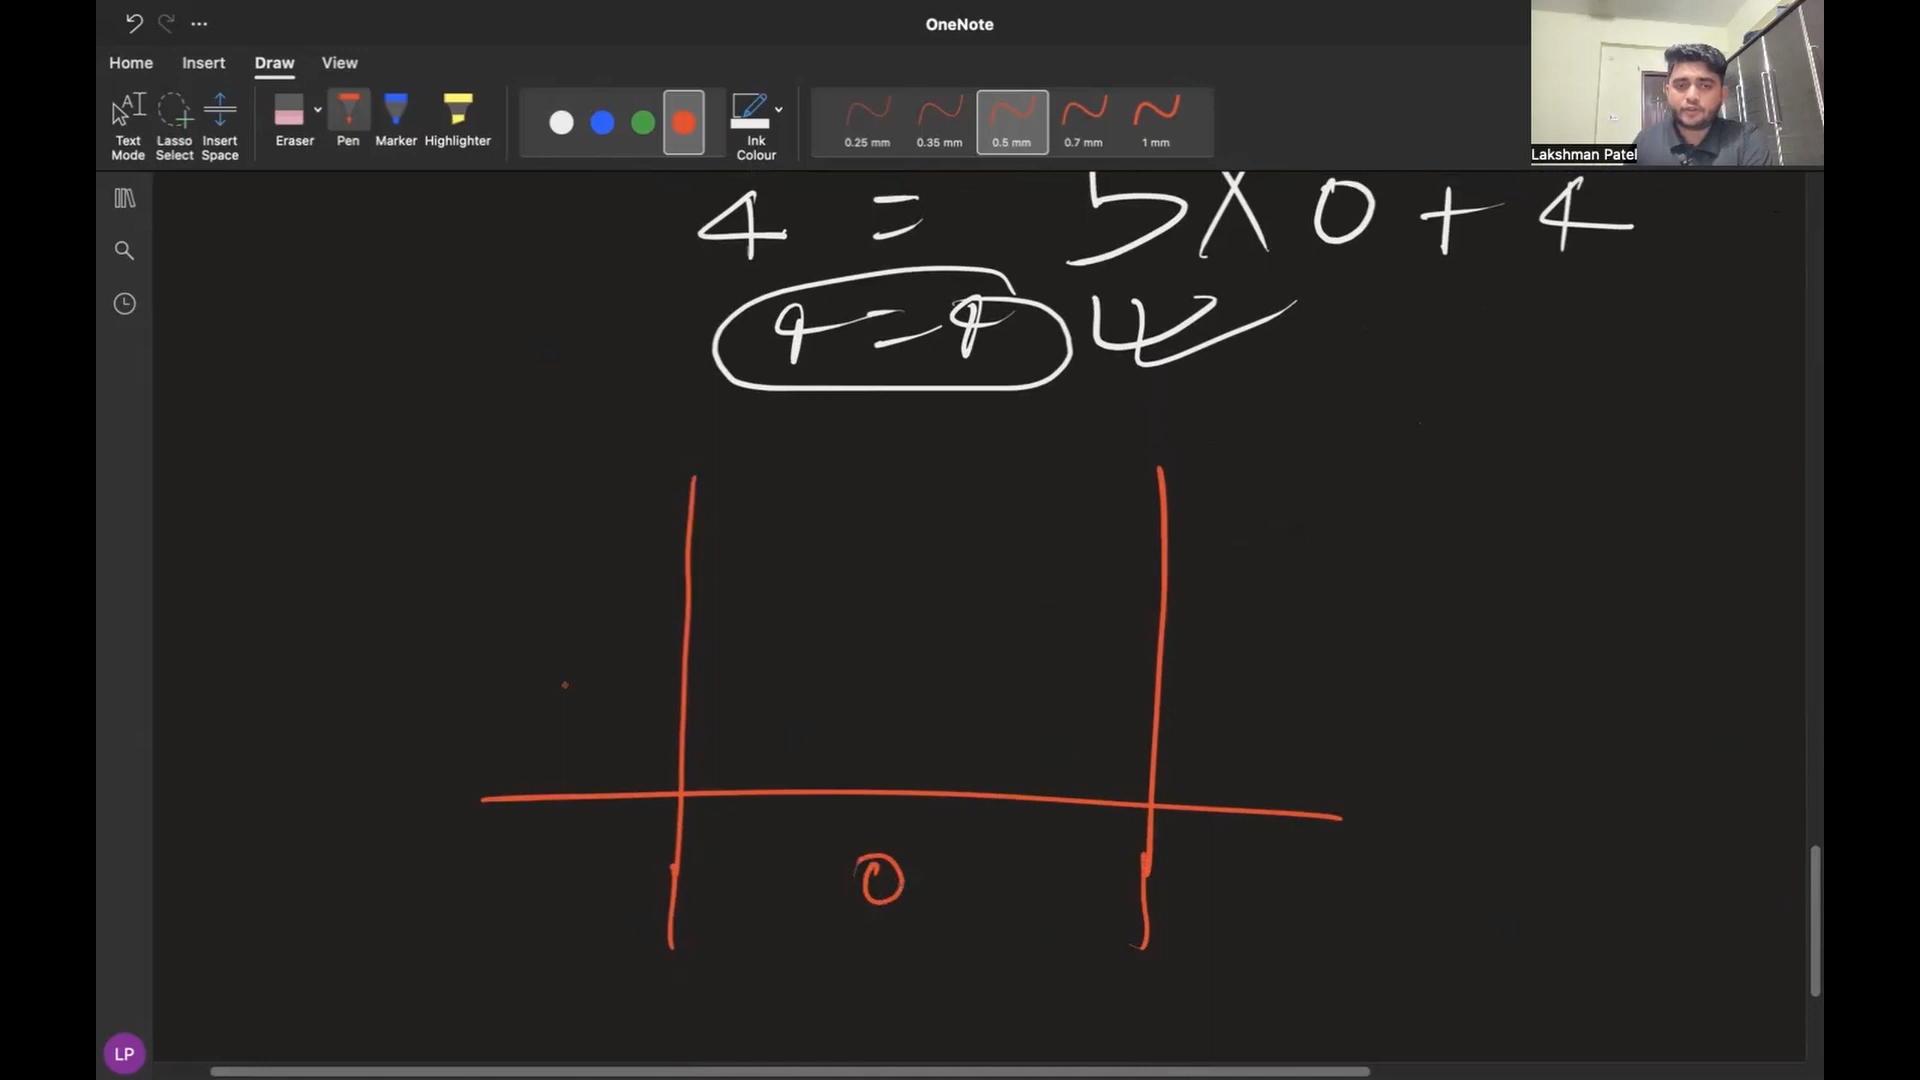 OneNote
Home Insert Draw View
Text Mode
Lasso Select
Insert Space
Eraser
Pen
Marker
Highlighter
Ink Colour
0.25 mm
0.35 mm
0.5 mm
0.7 mm
1 mm
Lakshman Patel
4 = 5 X 0 + 4
4 = 4
0
LP